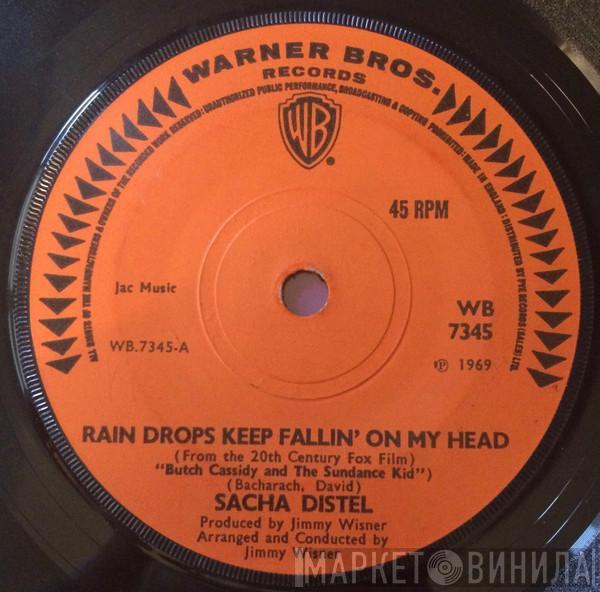 WARNER BROS.
RECORDS
ALL RIGHTS OF THE MANUFACTURERS & OWNERS OF THE RECORDED WORK RESERVED: UNAUTHORIZED PUBLIC PERFORMANCE, BROADCASTING & COPYING PROHIBITED: MADE IN ENGLAND: DISTRIBUTED BY PYE RECORDS (SALES) LTD.
WB
®
45 RPM
Jac Music
WB
7345
WB.7345-A
℗ 1969
RAIN DROPS KEEP FALLIN' ON MY HEAD
(From the 20th Century Fox Film)
"Butch Cassidy and The Sundance Kid")
(Bacharach, David)
SACHA DISTEL
Produced by Jimmy Wisner
Arranged and Conducted by
Jimmy Wisner
МАРКЕТ ВИНИЛА